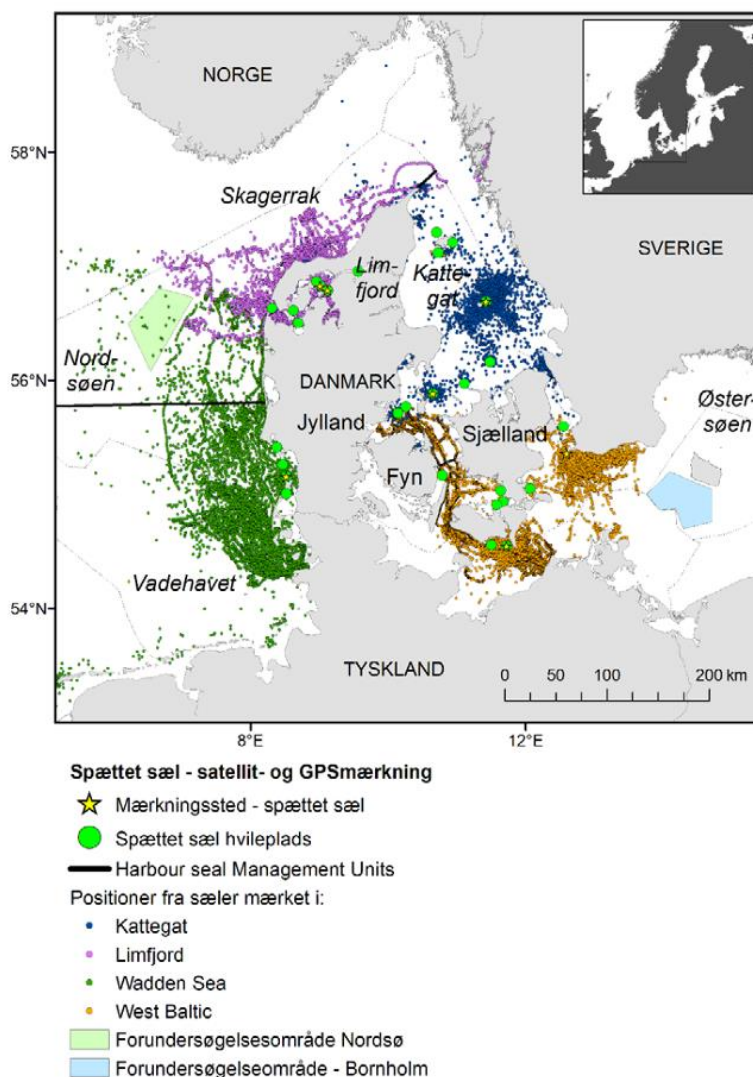 NORGE
58°N
Skagerrak
SVERIGE
Lim-
fjord
Katte-
gat
Nord-
søen
56°N
DANMARK
Jylland
Sjælland
Øster-
søen
Fyn
Vadehavet
54°N
TYSKLAND
0 50 100 200 km
8°E
12°E
Spættet sæl - satellit- og GPSmærkning
Mærkningssted - spættet sæl
Spættet sæl hvileplads
Harbour seal Management Units
Positioner fra sæler mærket i:
Kattegat
Limfjord
Wadden Sea
West Baltic
Forundersøgelsesområde Nordsø
Forundersøgeleområde - Bornholm